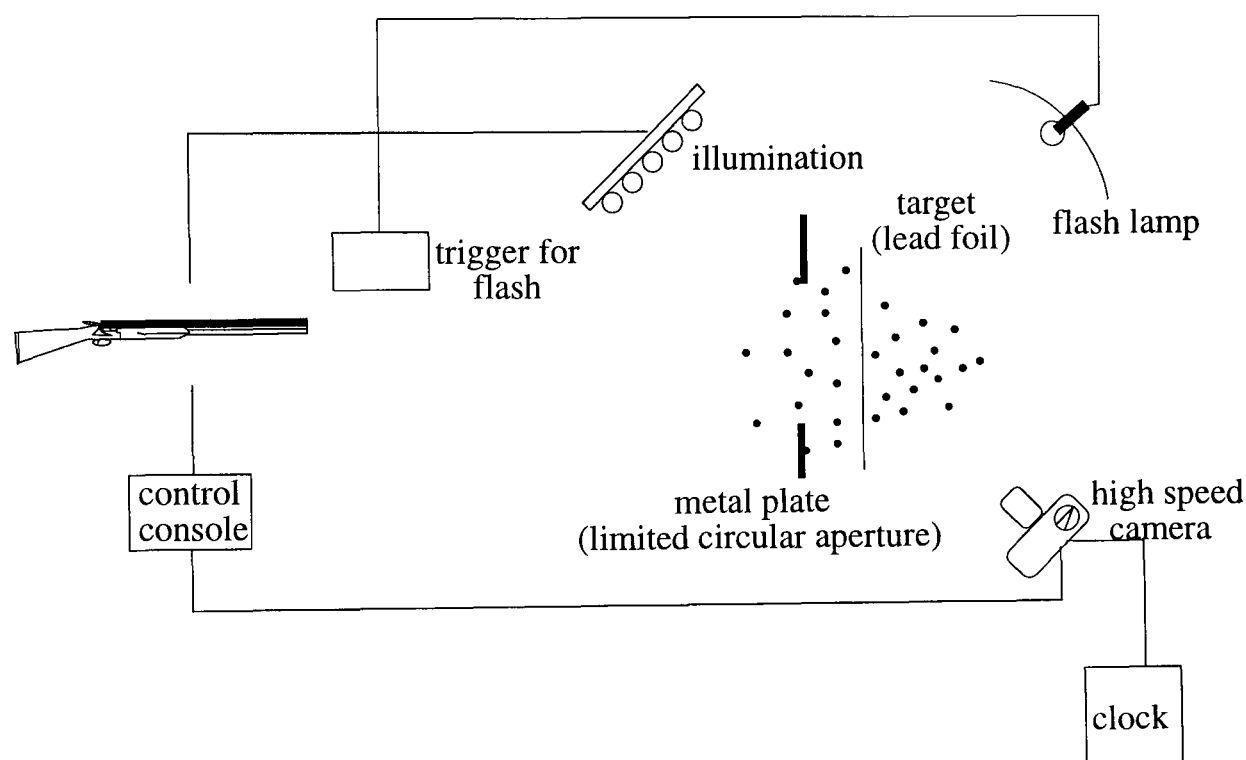 illumination
target
(lead foil)
flash lamp
trigger for
flash
control
console
metal plate
(limited circular aperture)
high speed
camera
clock